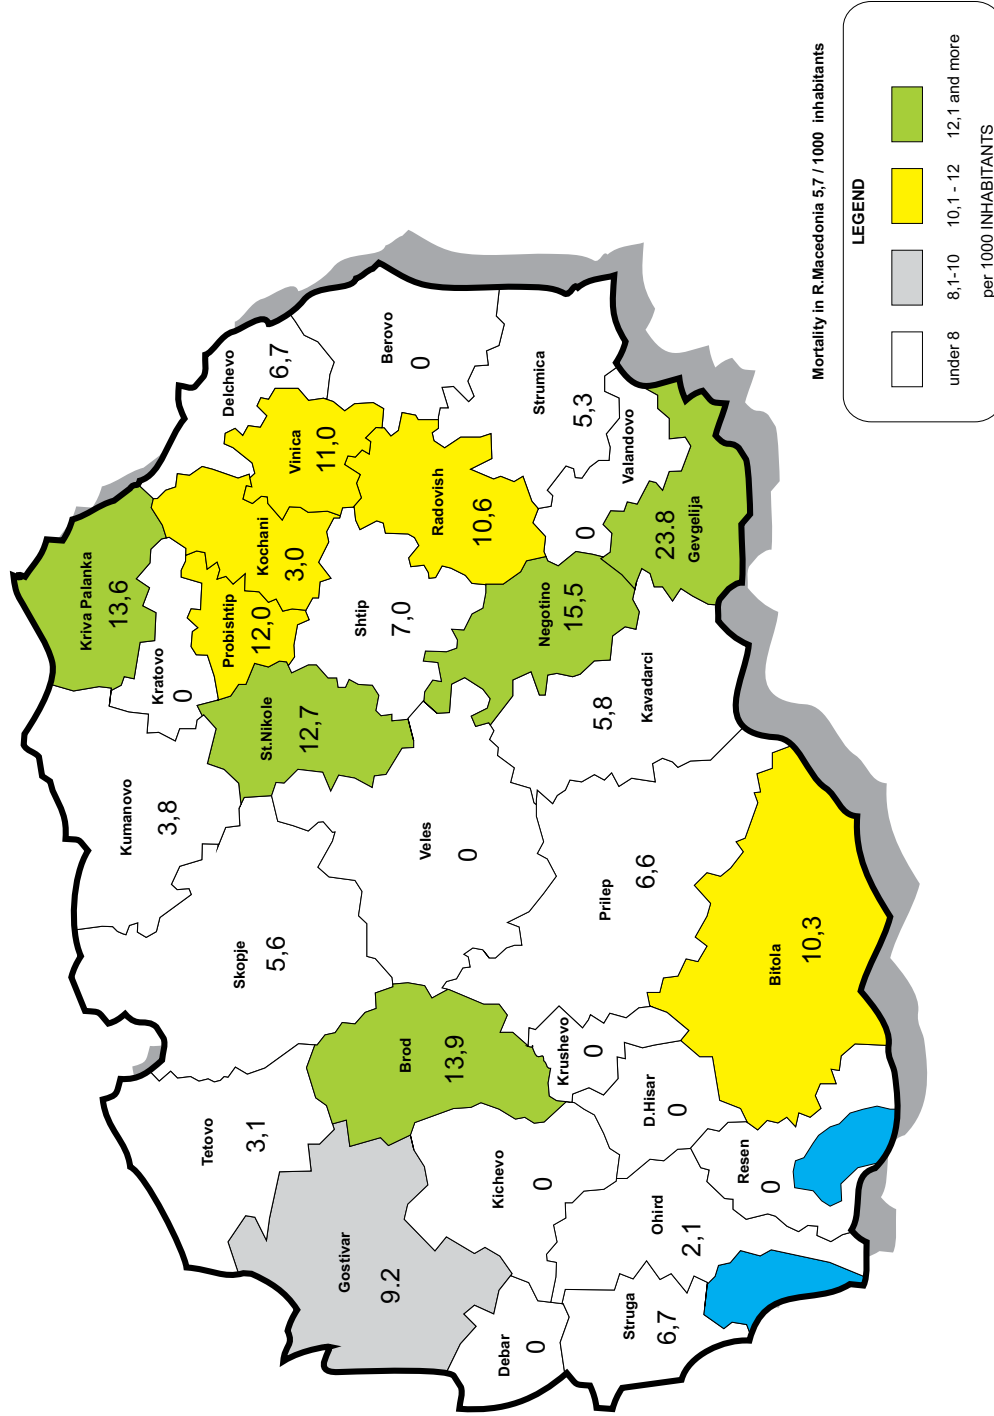 Kriva Palanka
13,6
Kratovo
0
Kumanovo
3,8
Probishtip
12,0
Kochani
3,0
Delchevo
6,7
Vinica
11,0
Berovo
0
St.Nikole
12,7
Shtip
7,0
Radovish
10,6
Strumica
5,3
Valandovo
0
Gevgelija
23.8
Negotino
15,5
Kavadarci
5,8
Veles
0
Skopje
5,6
Tetovo
3,1
Gostivar
9.2
Brod
13,9
Kichevo
0
Debar
0
Struga
6,7
Ohird
2,1
Resen
0
D.Hisar
0
Krushevo
0
Prilep
6,6
Bitola
10,3
Mortality in R.Macedonia 5,7 / 1000 inhabitants
LEGEND
under 8
8,1-10
10,1 - 12
12,1 and more
per 1000 INHABITANTS